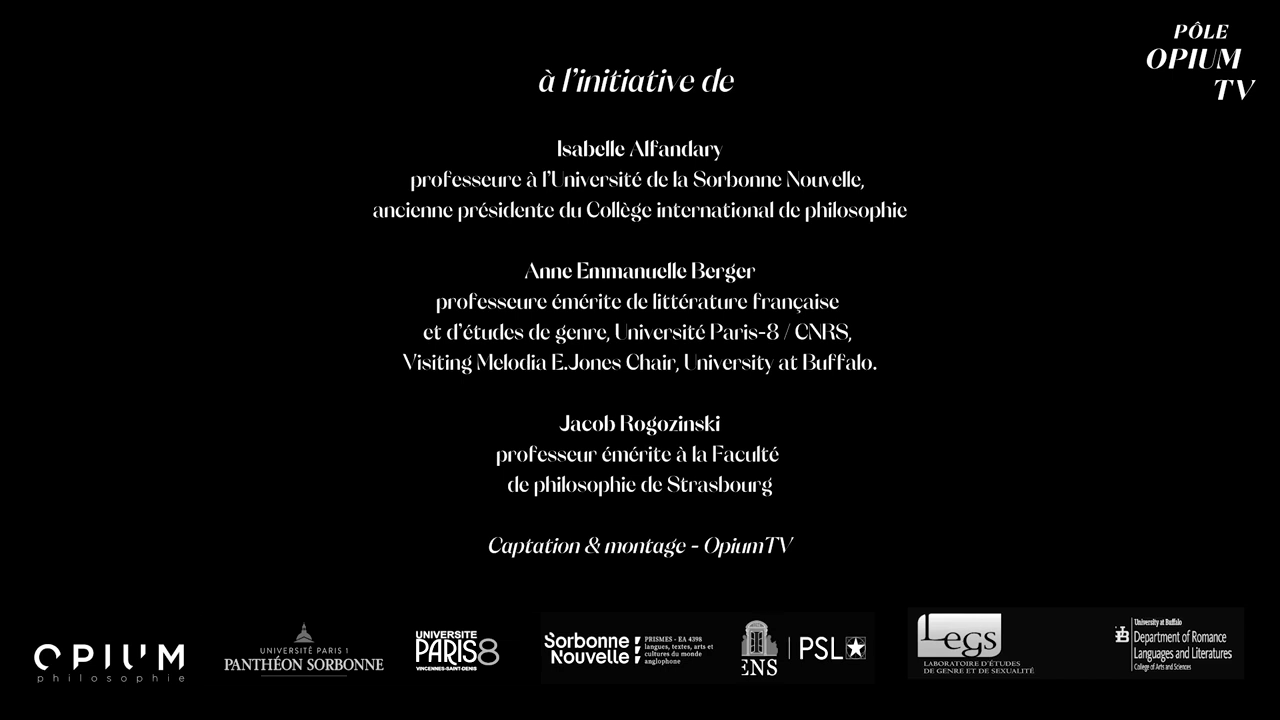 PÔLE
OPIUM
TV
à l'initiative de
Isabelle Alfandary
professeure à l'Université de la Sorbonne Nouvelle,
ancienne présidente du Collège international de philosophie
Anne Emmanuelle Berger
professeure émérite de littérature française
et d'études de genre, Université Paris-8 / CNRS,
Visiting Melodia E.Jones Chair, University at Buffalo.
Jacob Rogozinski
professeur émérite à la Faculté
de philosophie de Strasbourg
Captation & montage - OpiumTV
OPIUM
philosophie
UNIVERSITÉ PARIS 1
PANTHÉON SORBONNE
UNIVERSITE
PARIS 8
VINCENNES-SAINT-DENIS
Sorbonne
Nouvelle
PRISMES - EA 4398
langues, textes, arts et
cultures du monde
anglophone
ENS
PSL
LEGS
LABORATOIRE D'ÉTUDES
DE GENRE ET DE SEXUALITÉ
UB
University at Buffalo
Department of Romance
Languages and Literatures
College of Arts and Sciences